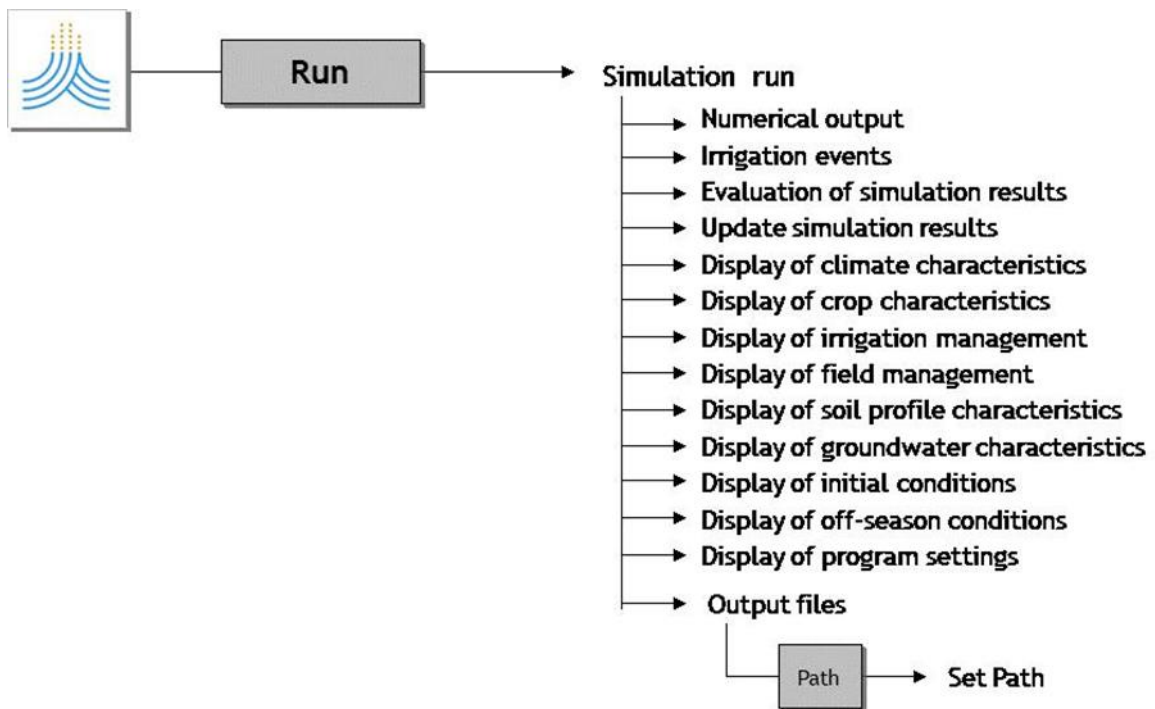 Run
Simulation run
Numerical output
Irrigation events
Evaluation of simulation results
Update simulation results
Display of climate characteristics
Display of crop characteristics
Display of irrigation management
Display of field management
Display of soil profile characteristics
Display of groundwater characteristics
Display of initial conditions
Display of off-season conditions
Display of program settings
Output files
Path
Set Path